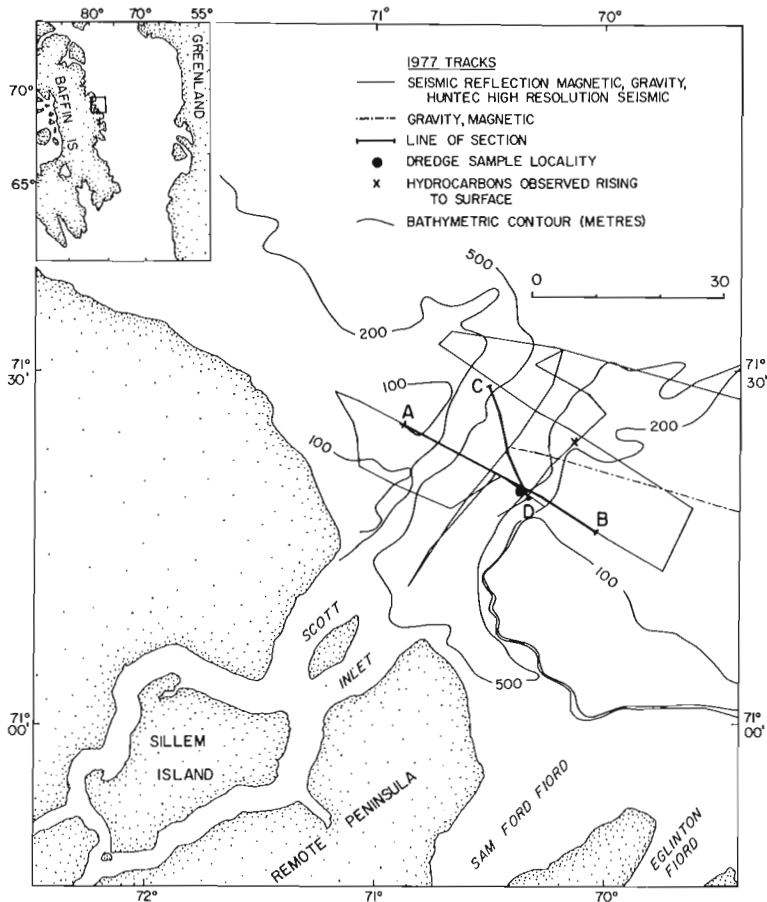 80° 70° 55°
71° 70°
GREENLAND
BAFFIN IS.
70°
65°
1977 TRACKS
SEISMIC REFLECTION MAGNETIC, GRAVITY,
HUNTEC HIGH RESOLUTION SEISMIC
GRAVITY, MAGNETIC
LINE OF SECTION
DREDGE SAMPLE LOCALITY
x HYDROCARBONS OBSERVED RISING
TO SURFACE
BATHYMETRIC CONTOUR (METRES)
500
0 30
200
71°
30'
71°
30'
100
C
A
200
100
x
D
B
100
SCOTT
INLET
500
71°
00'
71°
00'
SILLEM
ISLAND
REMOTE PENINSULA
SAM FORD FIORD
EGLINTON
FIORD
72° 71° 70°